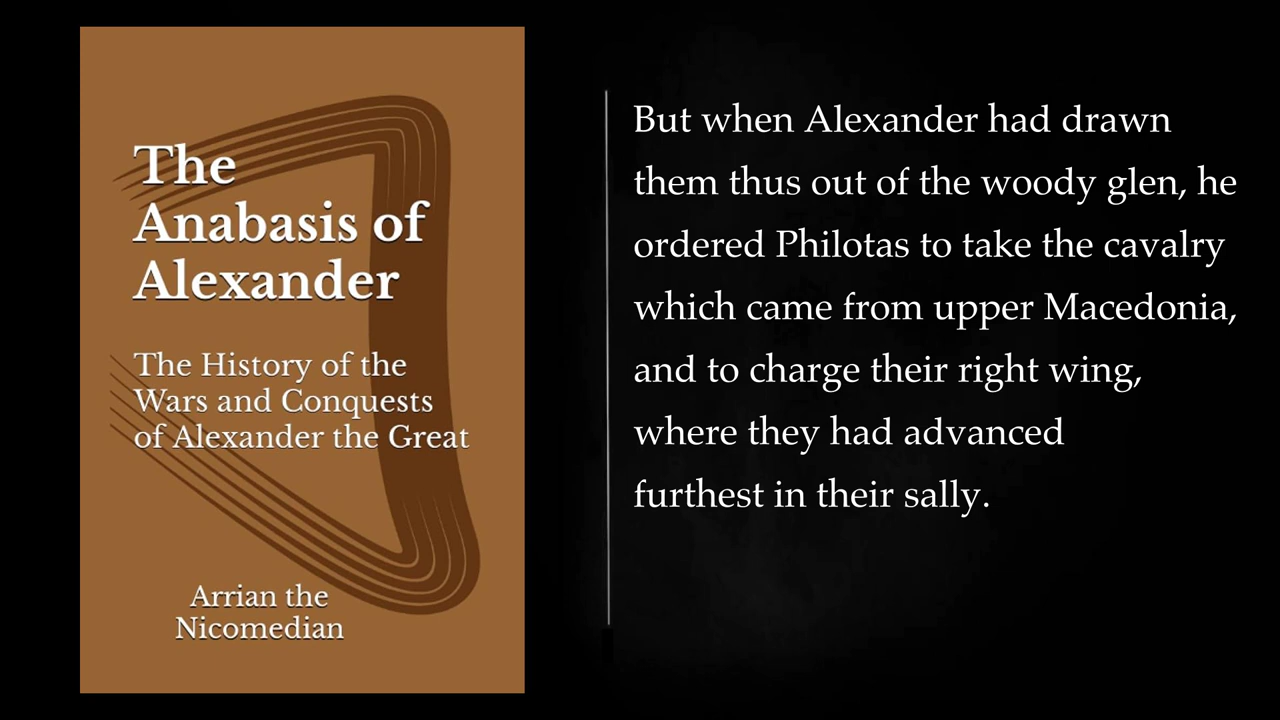 The
Anabasis of
Alexander
The History of the
Wars and Conquests
of Alexander the Great
Arrian the
Nicomedian
But when Alexander had drawn
them thus out of the woody glen, he
ordered Philotas to take the cavalry
which came from upper Macedonia,
and to charge their right wing,
where they had advanced
furthest in their sally.